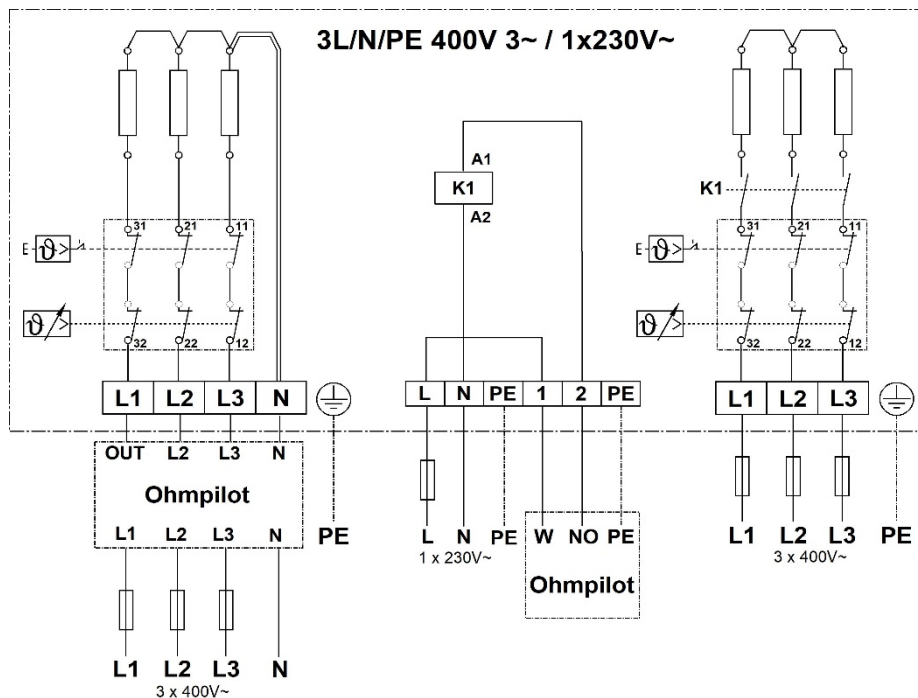 3L/N/PE 400V 3~ / 1x230V~
A1
K1
A2
K1
31 21 11
E ϑ >
ϑ >
32 22 12
31 21 11
E ϑ >
ϑ >
32 22 12
L1 L2 L3 N
L N PE 1 2 PE
L1 L2 L3
OUT L2 L3 N
Ohmpilot
L1 L2 L3 N
PE
L N PE
1 x 230V~
W NO PE
Ohmpilot
L1 L2 L3 PE
3 x 400V~
L1 L2 L3 N
3 x 400V~